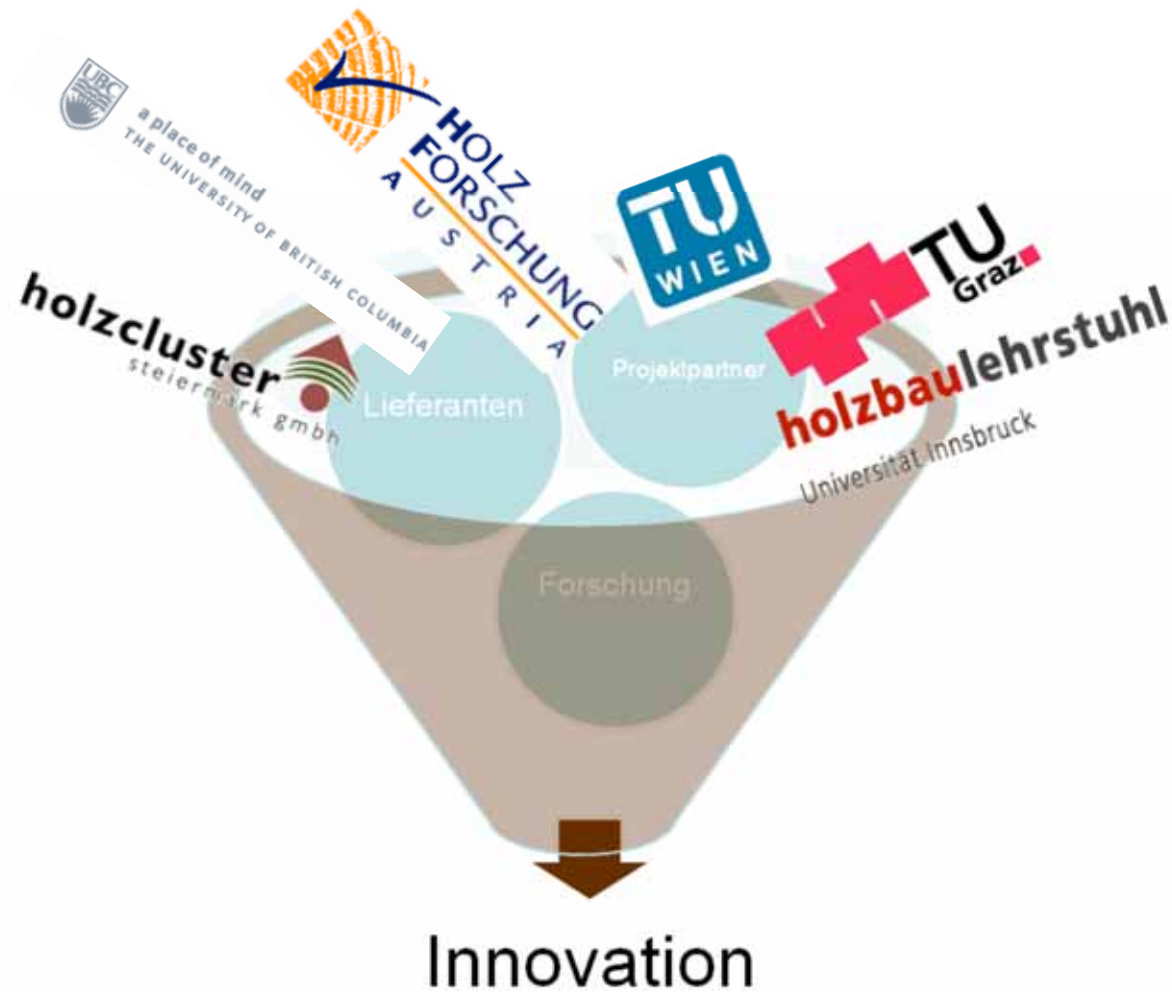 UBC
a place of mind
THE UNIVERSITY OF BRITISH COLUMBIA
HOLZ
FORSCHUNG
AUSTRIA
TU
WIEN
TU
Graz
holzcluster
steiermark gmbh
holzbaulehrstuhl
Universität Innsbruck
Lieferanten
Projektpartner
Forschung
Innovation